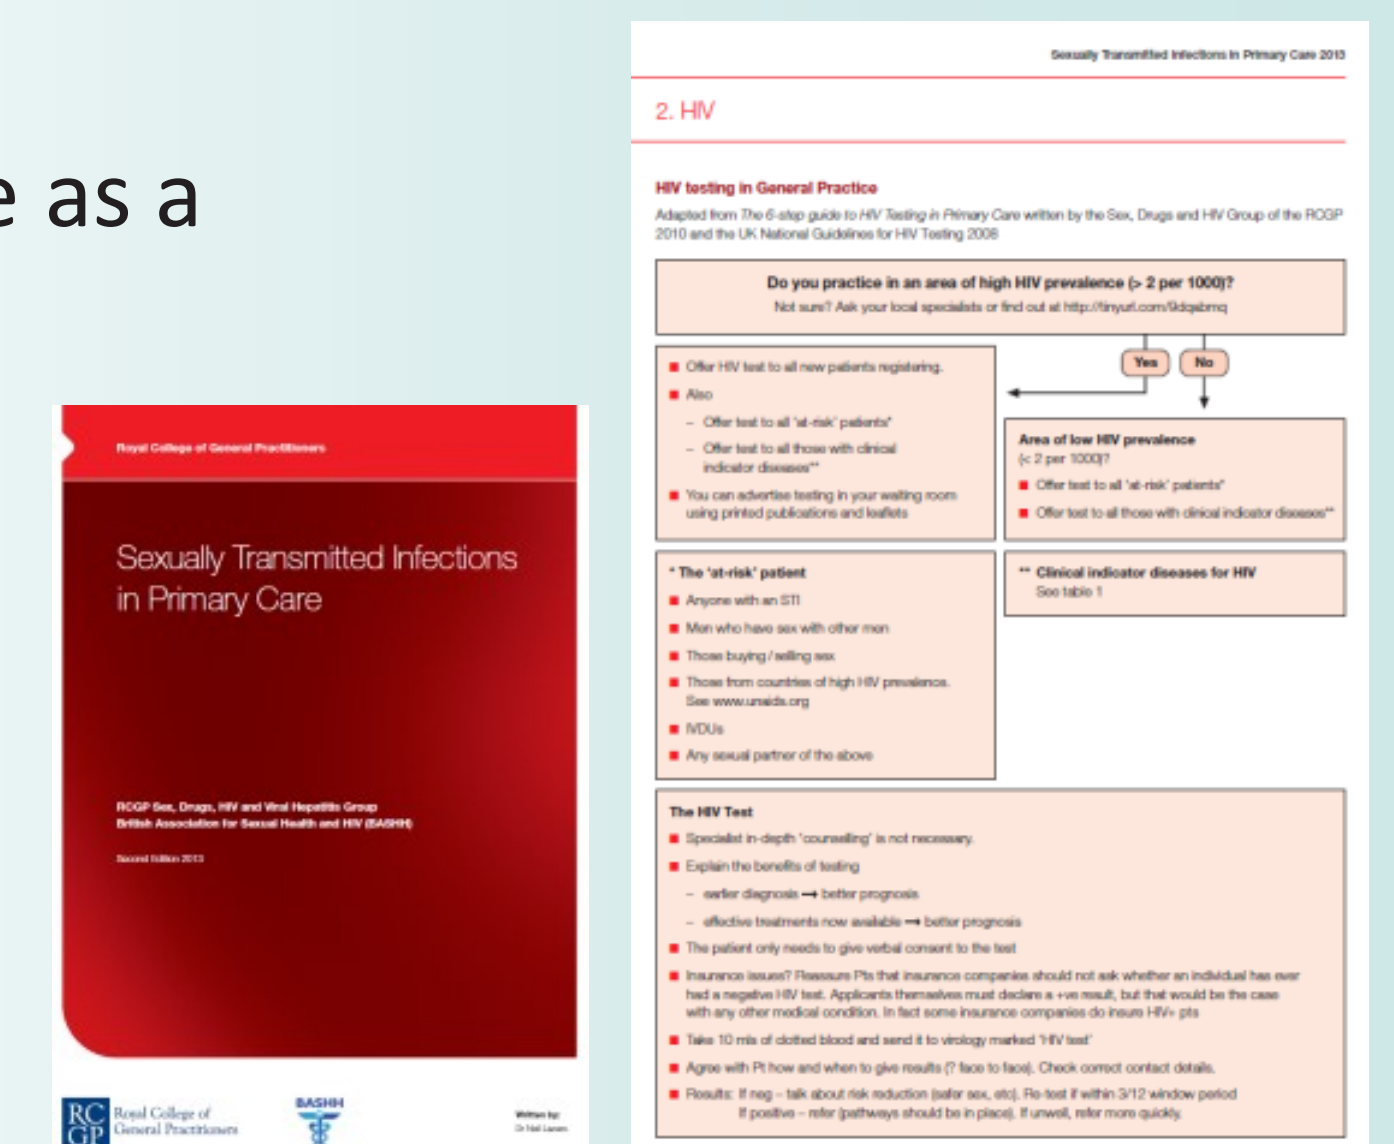 e as a
Royal College of General Practitioners
Sexually Transmitted Infections
in Primary Care
RCGP Sex, Drugs, HIV and Viral Hepatitis Group
British Association for Sexual Health and HIV (BASHH)
Second Edition 2013
RC
GP
Royal College of
General Practitioners
BASHH
Written by:
Sexually Transmitted Infections in Primary Care 2013
2. HIV
HIV testing in General Practice
Adapted from The 6-step guide to HIV Testing in Primary Care written by the Sex, Drugs and HIV Group of the RCGP
2010 and the UK National Guidelines for HIV Testing 2008
Do you practice in an area of high HIV prevalence (> 2 per 1000)?
Not sure? Ask your local specialists or find out at
Yes
No
■ Offer HIV test to all new patients registering.
■ Also
– Offer test to all 'at-risk' patients*
– Offer test to all those with clinical
indicator diseases**
■ You can advertise testing in your waiting room
using printed publications and leaflets
Area of low HIV prevalence
(< 2 per 1000)?
■ Offer test to all 'at-risk' patients*
■ Offer test to all those with clinical indicator diseases**
* The 'at-risk' patient
■ Anyone with an STI
■ Men who have sex with other men
■ Those buying / selling sex
■ Those from countries of high HIV prevalence.
See www.unaids.org
■ IVDUs
■ Any sexual partner of the above
** Clinical indicator diseases for HIV
See table 1
The HIV Test
■ Specialist in-depth 'counselling' is not necessary.
■ Explain the benefits of testing
– earlier diagnosis → better prognosis
– effective treatments now available → better prognosis
■ The patient only needs to give verbal consent to the test
■ Insurance issues? Reassure Pts that insurance companies should not ask whether an individual has ever
had a negative HIV test. Applicants themselves must declare a +ve result, but that would be the case
with any other medical condition. In fact some insurance companies do insure HIV+ pts
■ Take 10 mls of clotted blood and send it to virology marked 'HIV test'
■ Agree with Pt how and when to give results (? face to face). Check correct contact details.
■ Results: If neg – talk about risk reduction (safer sex, etc). Re-test if within 3/12 window period
If positive – refer (pathways should be in place). If unwell, refer more quickly.